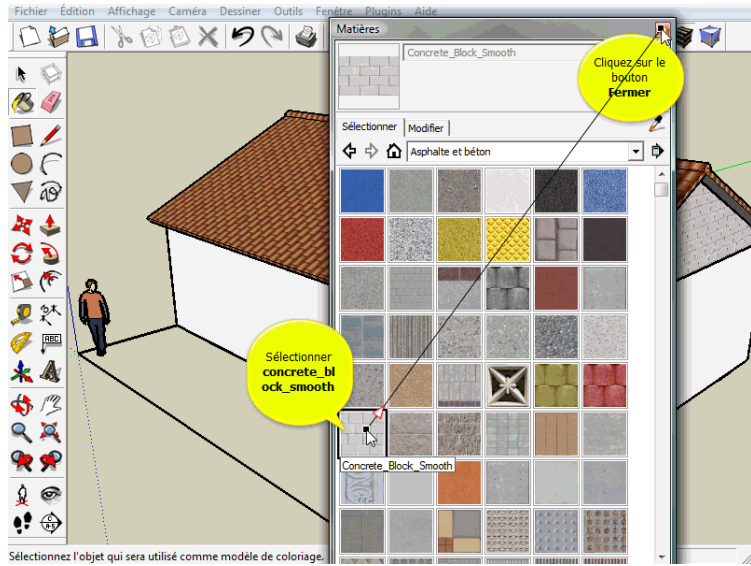 Fichier Édition Affichage Caméra Dessiner Outils Fenêtre Plugins Aide
Matières
Concrete_Block_Smooth
Cliquez sur le
bouton
Fermer
Sélectionner Modifier
Asphalte et béton
ABC
Sélectionner
concrete_bl
ock_smooth
Concrete_Block_Smooth
Sélectionnez l'objet qui sera utilisé comme modèle de coloriage.